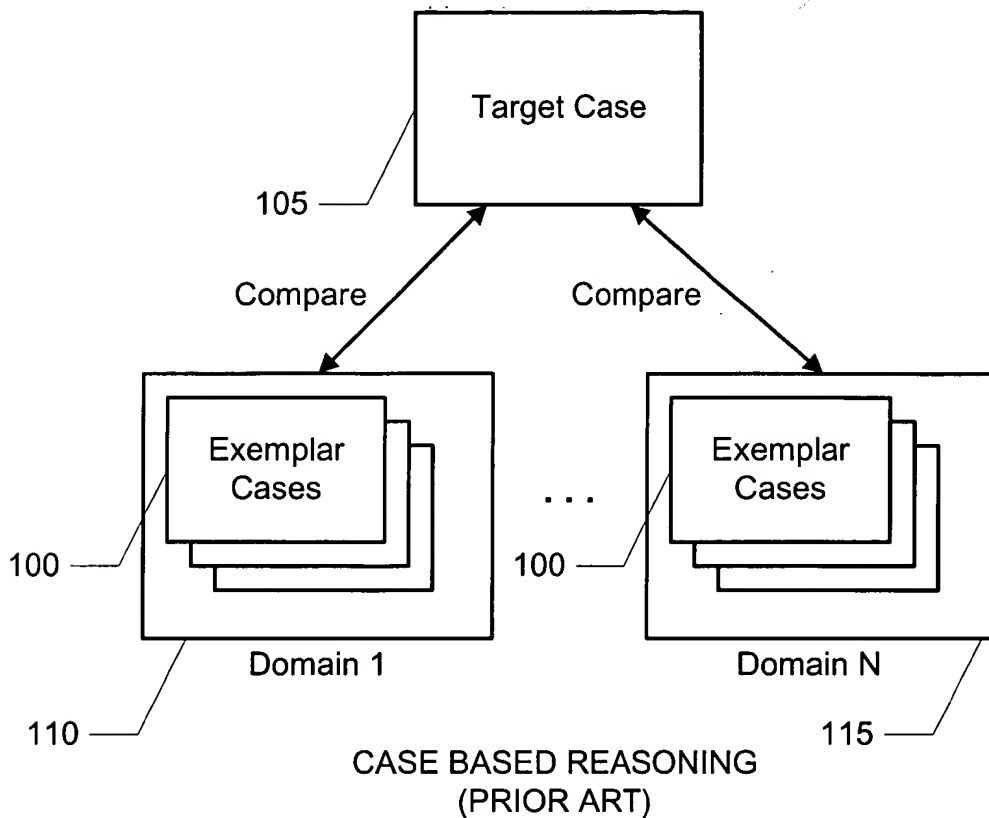 Target Case
105
Compare
Compare
Exemplar
Cases
Exemplar
Cases
. . .
100
100
Domain 1
Domain N
110
115
CASE BASED REASONING
(PRIOR ART)